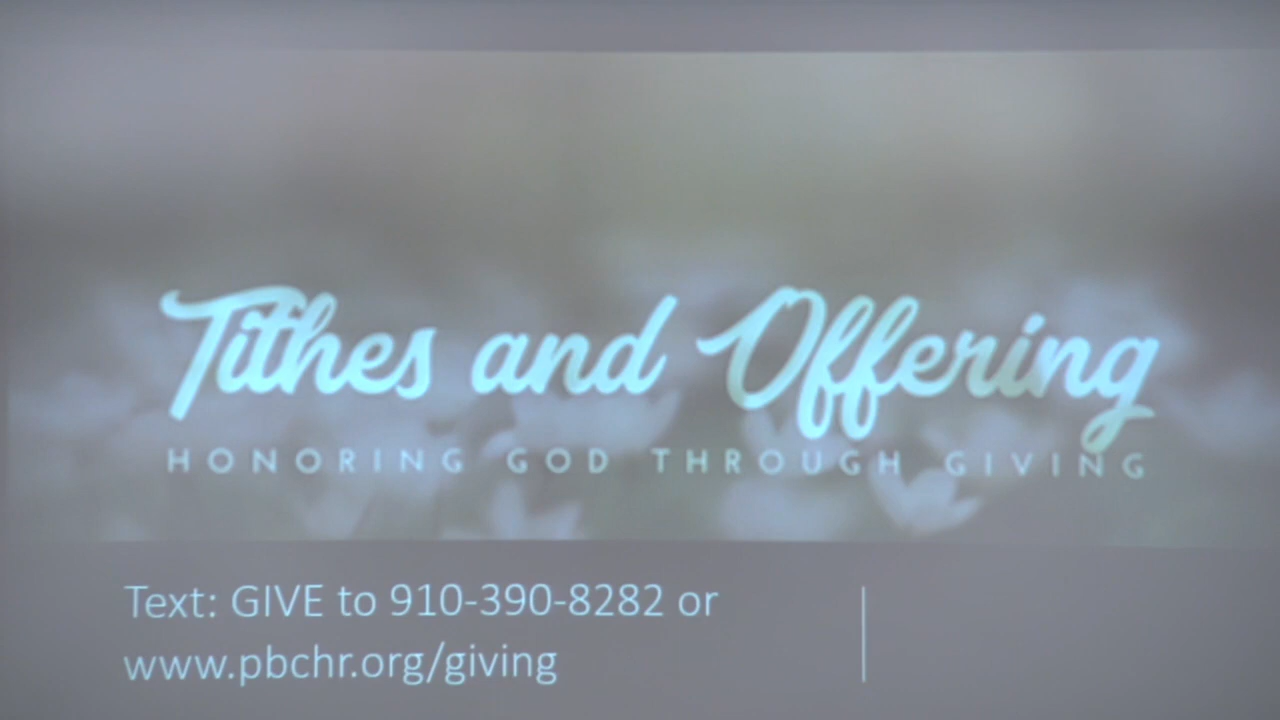 Tithes and Offering
HONORING GOD THROUGH GIVING
Text: GIVE to 910-390-8282 or
www.pbchr.org/giving